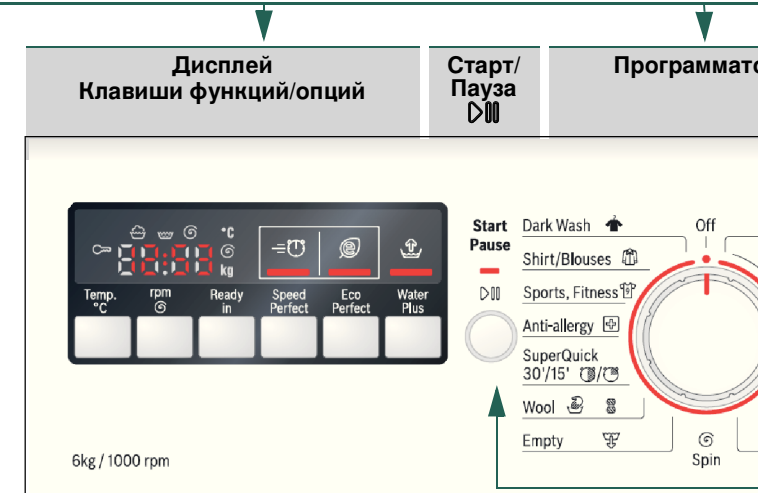 Дисплей
Клавиши функций/опций
Старт/
Пауза
Программато
°C
kg
Temp.
°C
rpm
Ready
in
Speed
Perfect
Eco
Perfect
Water
Plus
Start
Pause
Dark Wash
Shirt/Blouses
Sports, Fitness
Anti-allergy
SuperQuick
30'/15'
Wool
Empty
Off
Spin
6kg / 1000 rpm